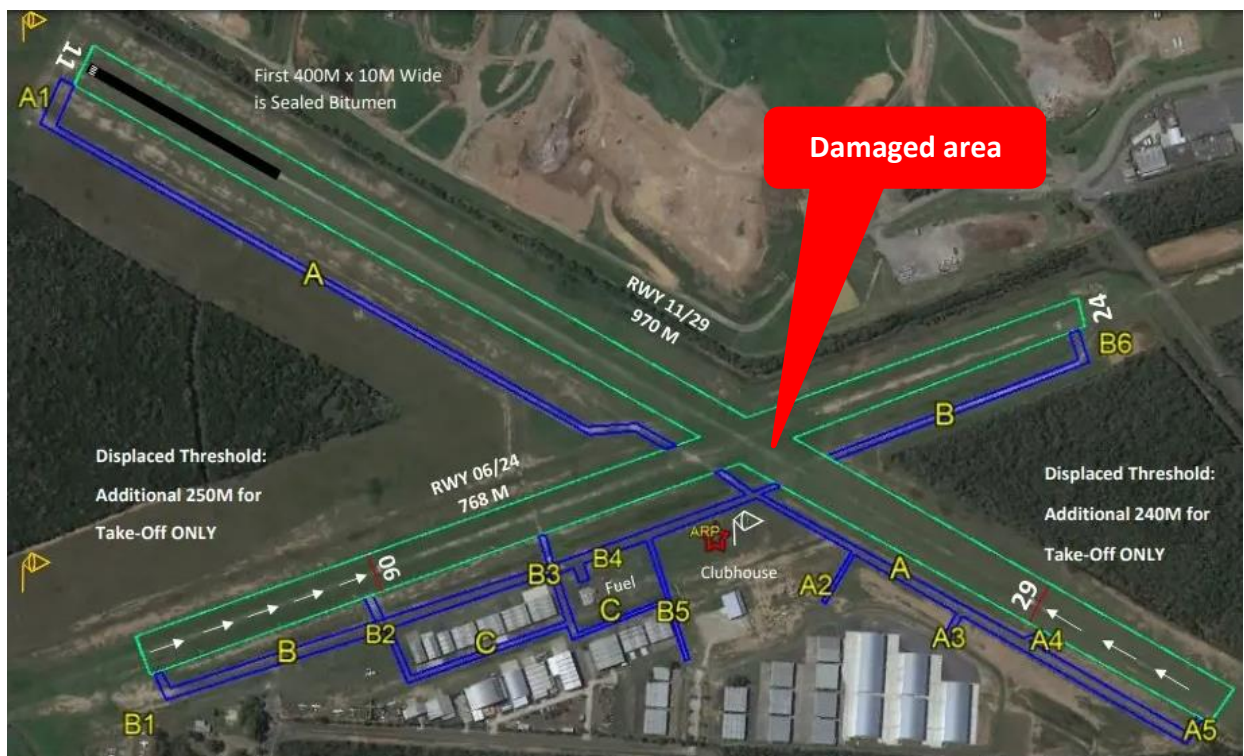 11
A1
First 400M x 10M Wide
is Sealed Bitumen
Damaged area
A
RWY 11/29
970 M
24
B6
B
Displaced Threshold:
Additional 250M for
Take-Off ONLY
RWY 06/24
768 M
Displaced Threshold:
Additional 240M for
Take-Off ONLY
ARP
06
B3
B4
Fuel
Clubhouse
A
A2
29
C
B5
B
B2
C
A3
A4
B1
A5